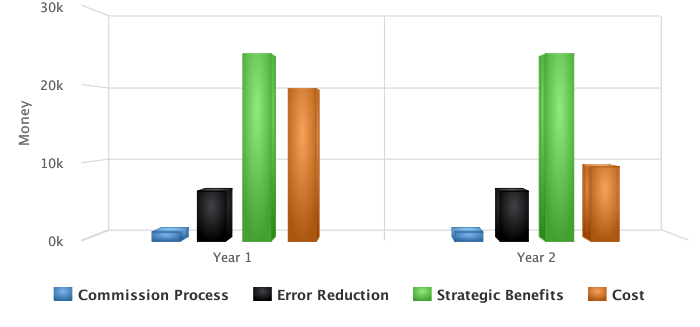 30k
20k
10k
0k
Money
Year 1 Year 2
Commission Process Error Reduction Strategic Benefits Cost